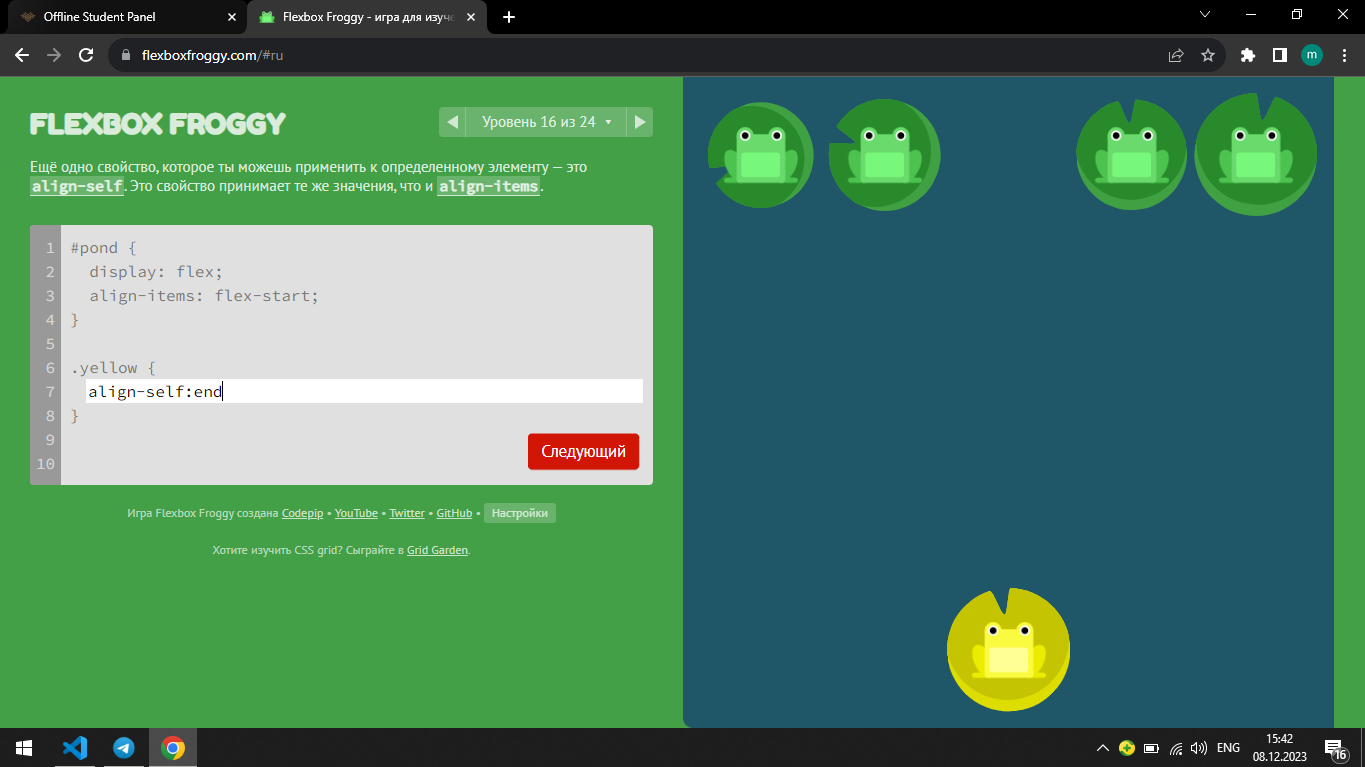 Offline Student Panel
Flexbox Froggy - игра для изуче
flexboxfroggy.com/#ru
m
FLEXBOX FROGGY
Уровень 16 из 24
Ещё одно свойство, которое ты можешь применить к определенному элементу — это
align-self. Это свойство принимает те же значения, что и align-items.
1 #pond {
2 display: flex;
3 align-items: flex-start;
4 }
5
6 .yellow {
7 align-self:end
8 }
9
10
Следующий
Игра Flexbox Froggy создана Codepip • YouTube • Twitter • GitHub • Настройки
Хотите изучить CSS grid? Сыграйте в Grid Garden.
ENG
15:42
08.12.2023
16